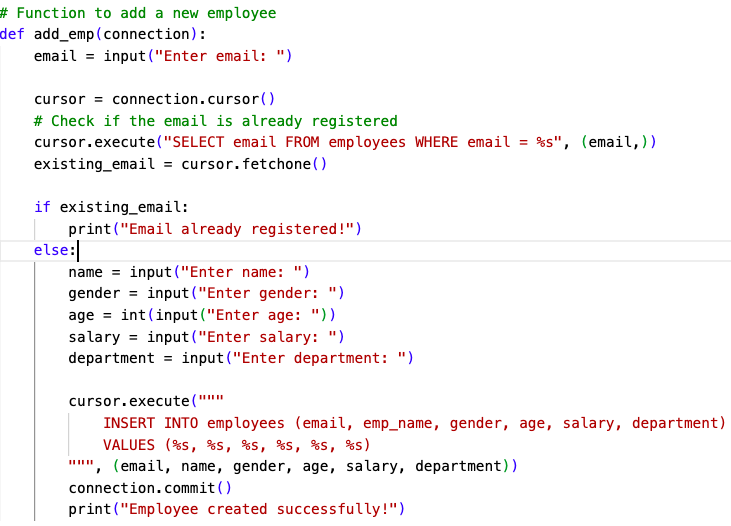 # Function to add a new employee
def add_emp(connection):
    email = input("Enter email: ")

    cursor = connection.cursor()
    # Check if the email is already registered
    cursor.execute("SELECT email FROM employees WHERE email = %s", (email,))
    existing_email = cursor.fetchone()

    if existing_email:
        print("Email already registered!")
    else:
        name = input("Enter name: ")
        gender = input("Enter gender: ")
        age = int(input("Enter age: "))
        salary = input("Enter salary: ")
        department = input("Enter department: ")

        cursor.execute("""
            INSERT INTO employees (email, emp_name, gender, age, salary, department)
            VALUES (%s, %s, %s, %s, %s, %s)
        """, (email, name, gender, age, salary, department))
        connection.commit()
        print("Employee created successfully!")